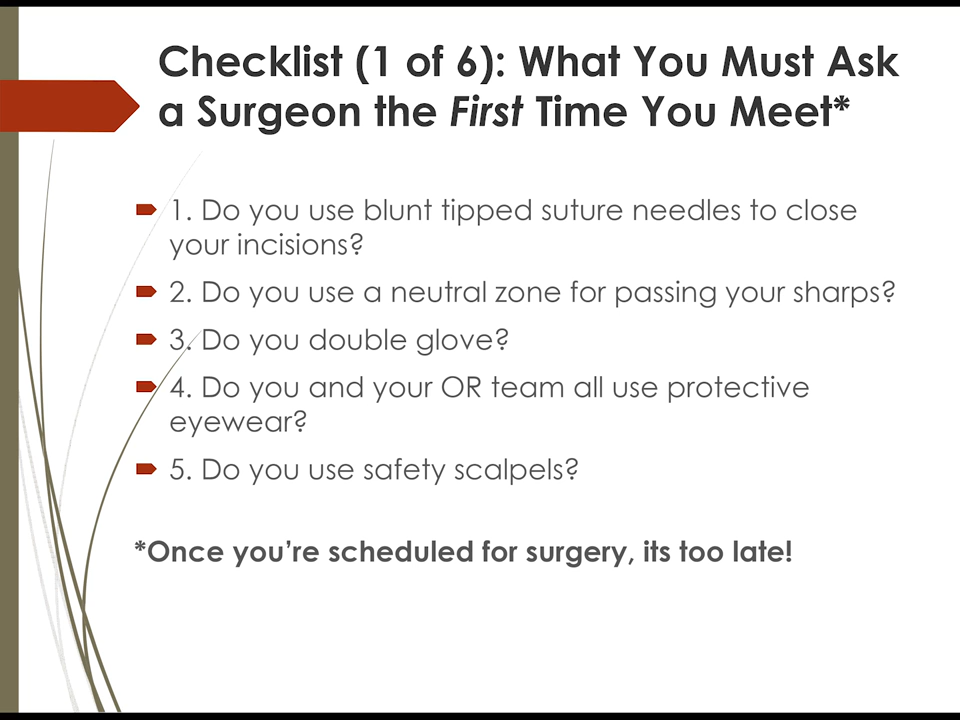 Checklist (1 of 6): What You Must Ask
a Surgeon the First Time You Meet*
1. Do you use blunt tipped suture needles to close
your incisions?
2. Do you use a neutral zone for passing your sharps?
3. Do you double glove?
4. Do you and your OR team all use protective
eyewear?
5. Do you use safety scalpels?
*Once you’re scheduled for surgery, its too late!